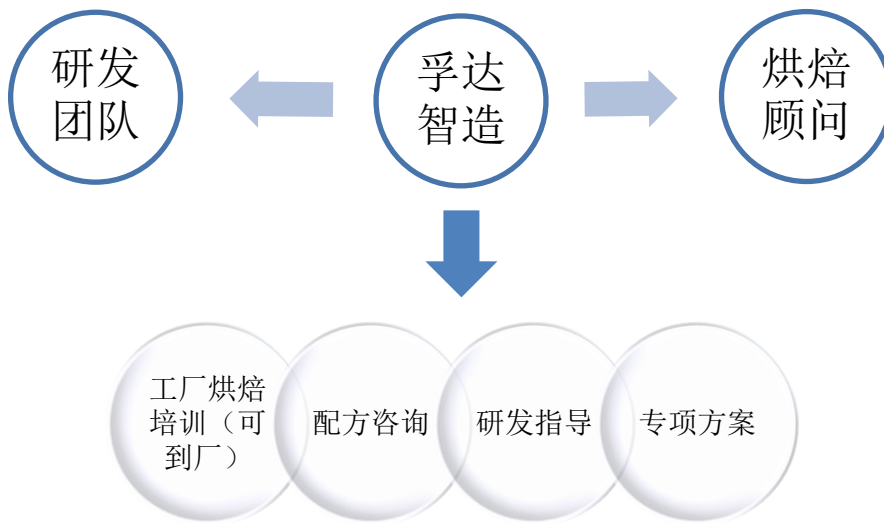 研发
团队
孚达
智造
烘焙
顾问
工厂烘焙
培训（可
到厂）
配方咨询
研发指导
专项方案